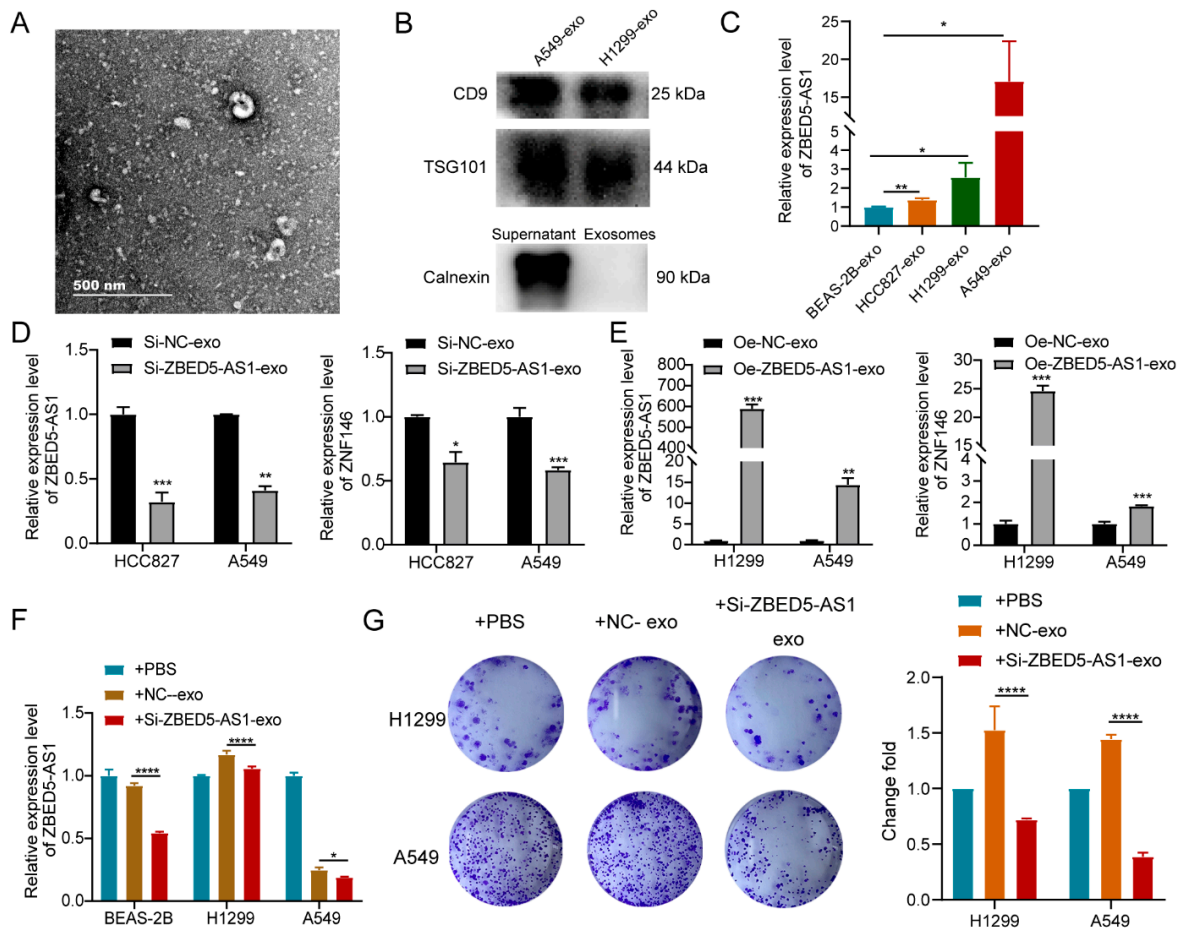 A
500 nm
B
A549-exo
H1299-exo
CD9
25 kDa
TSG101
44 kDa
Supernatant Exosomes
Calnexin
90 kDa
C
Relative expression level
of ZBED5-AS1
25
20
15
10
5
4
3
2
1
*
*
**
BEAS-2B-exo
HCC827-exo
H1299-exo
A549-exo
D
Si-NC-exo
Si-ZBED5-AS1-exo
Relative expression level
of ZBED5-AS1
1.5
1.0
0.5
0.0
***
**
HCC827
A549
Si-NC-exo
Si-ZBED5-AS1-exo
Relative expression level
of ZNF146
1.5
1.0
0.5
0.0
*
***
HCC827
A549
E
Oe-NC-exo
Oe-ZBED5-AS1-exo
Relative expression level
of ZBED5-AS1
800
700
600
500
400
20
15
10
5
0
***
**
H1299
A549
Oe-NC-exo
Oe-ZBED5-AS1-exo
Relative expression level
of ZNF146
30
25
20
15
4
3
2
1
0
***
***
H1299
A549
F
+PBS
+NC--exo
+Si-ZBED5-AS1-exo
Relative expression level
of ZBED5-AS1
1.5
1.0
0.5
0.0
****
****
*
BEAS-2B
H1299
A549
G
+PBS
+NC- exo
+Si-ZBED5-AS1
exo
H1299
A549
+PBS
+NC-exo
+Si-ZBED5-AS1-exo
Change fold
2.0
1.5
1.0
0.5
0.0
****
****
H1299
A549